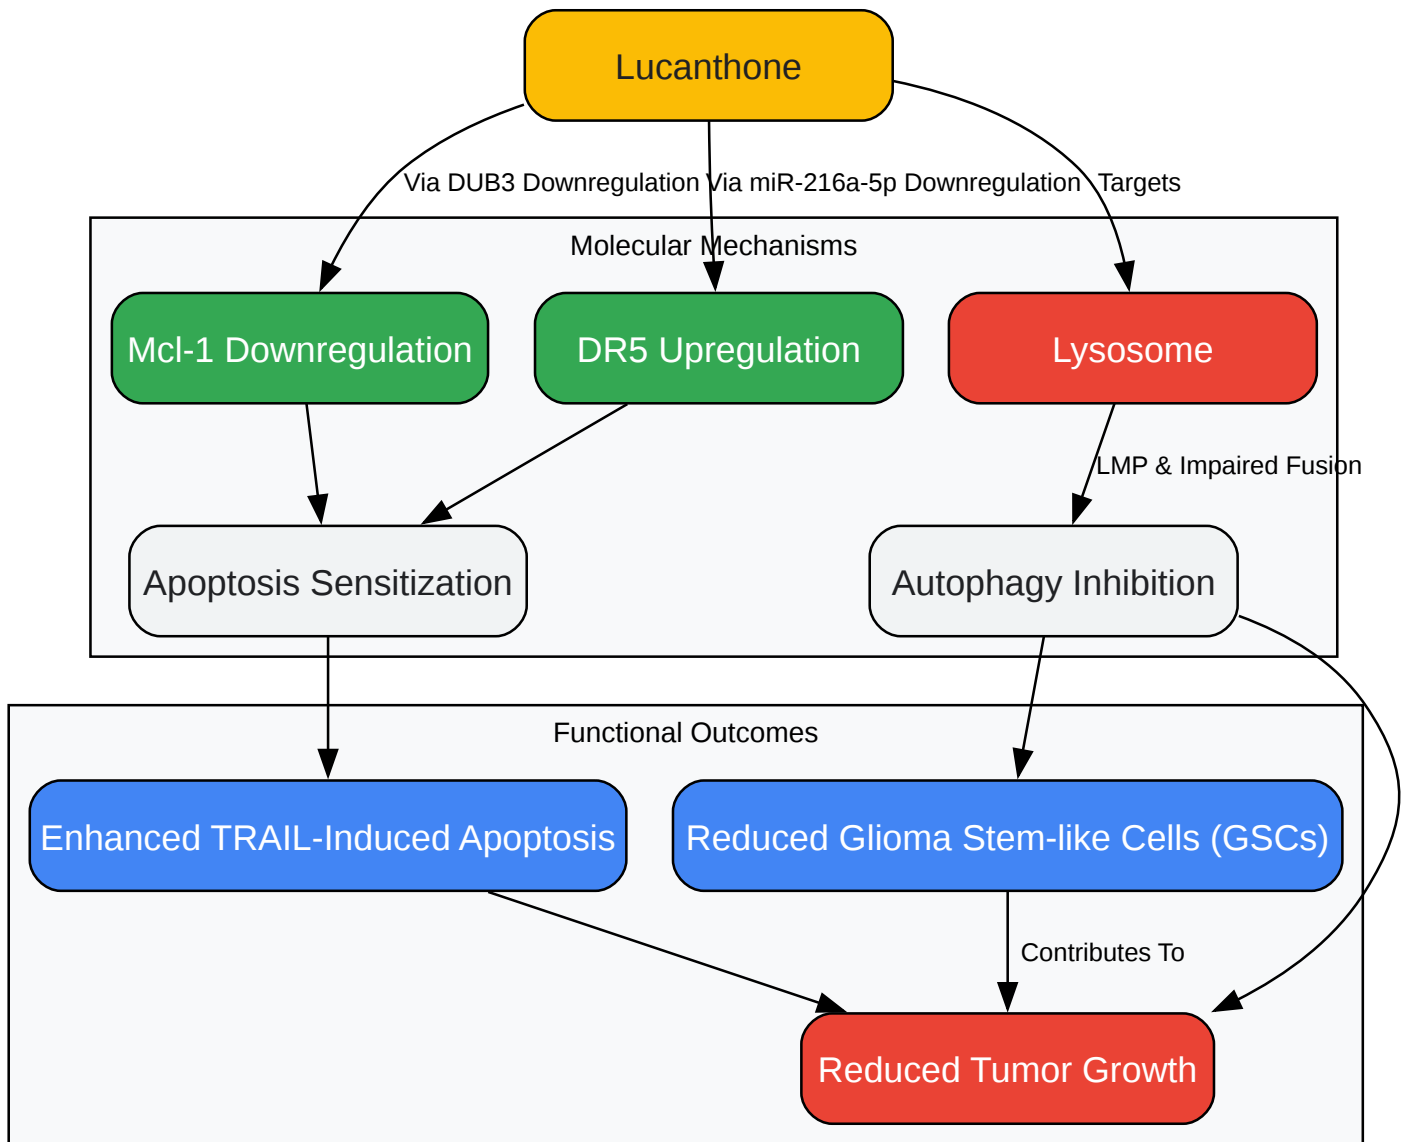 Lucanthone
Via DUB3 Downregulation
Via miR-216a-5p Downregulation
Targets
Molecular Mechanisms
Mcl-1 Downregulation
DR5 Upregulation
Lysosome
LMP & Impaired Fusion
Apoptosis Sensitization
Autophagy Inhibition
Functional Outcomes
Enhanced TRAIL-Induced Apoptosis
Reduced Glioma Stem-like Cells (GSCs)
Contributes To
Reduced Tumor Growth